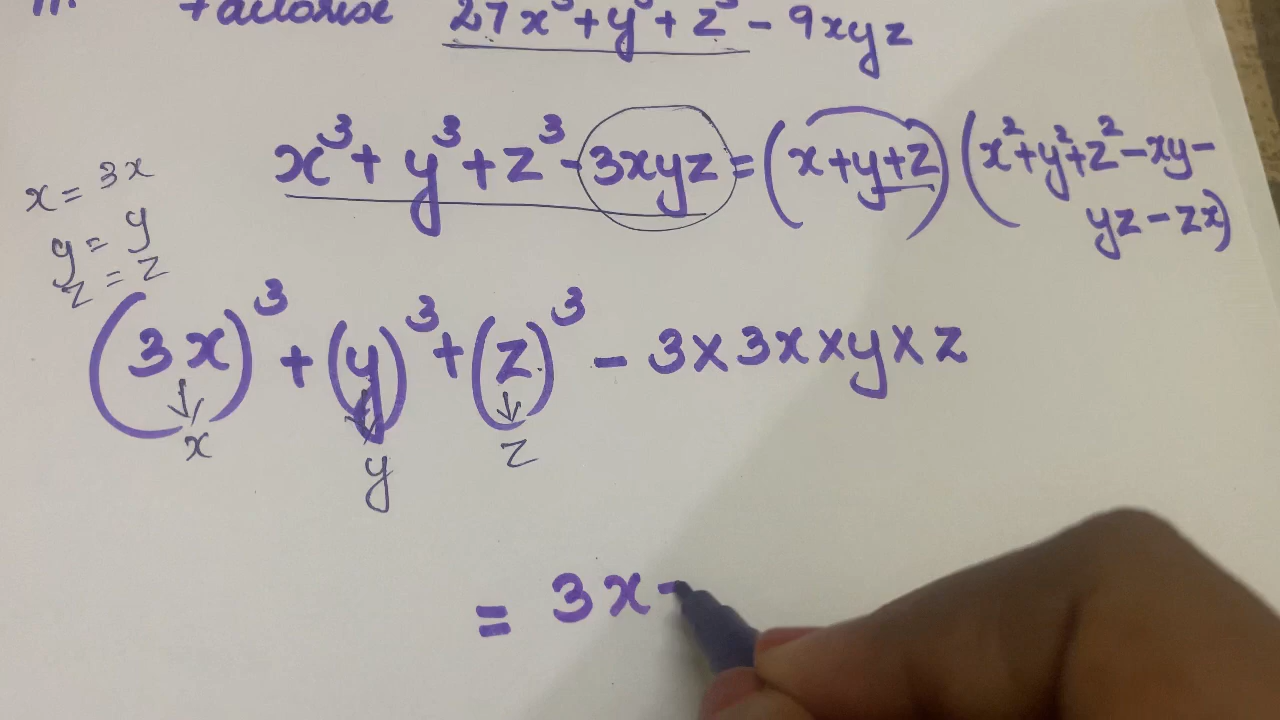 Factorise 27x³+y³+z³-9xyz
x³+y³+z³-3xyz=(x+y+z)(x²+y²+z²-xy-
yz-zx)
x=3x
y=y
z=z
(3x)³+(y)³+(z)³-3×3x×y×z
x y z
= 3x-